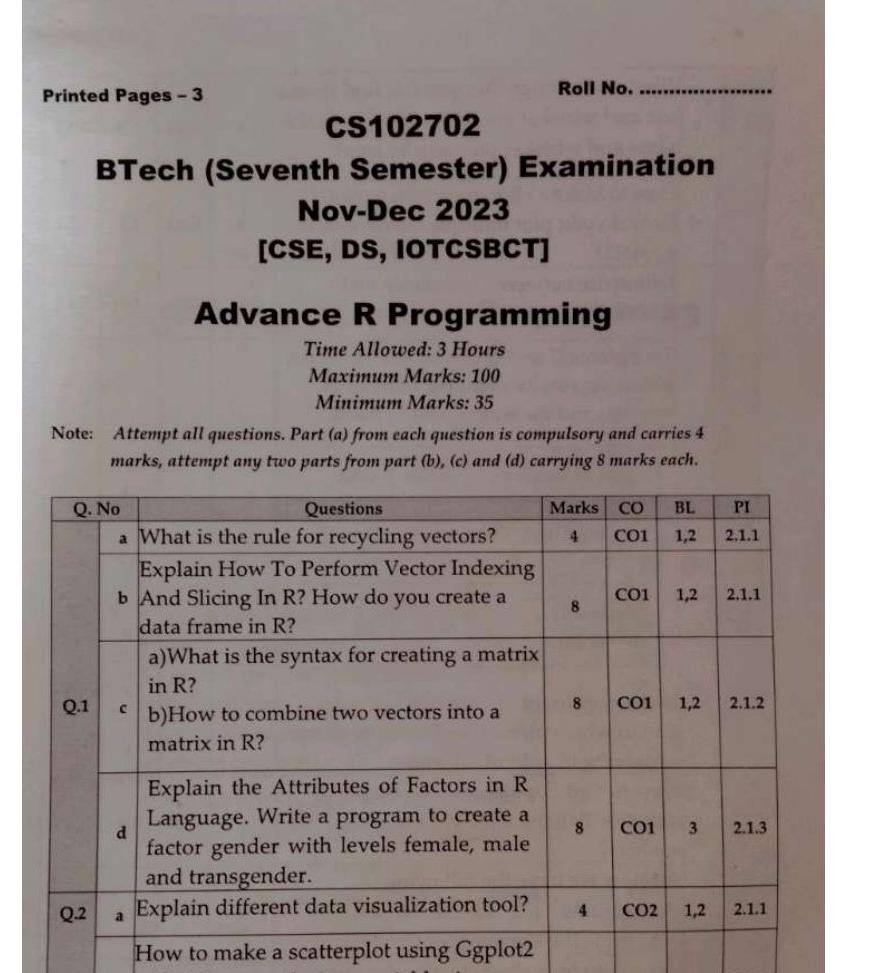 Printed Pages – 3
Roll No. ......................
CS102702
BTech (Seventh Semester) Examination
Nov-Dec 2023
[CSE, DS, IOTCSBCT]
Advance R Programming
Time Allowed: 3 Hours
Maximum Marks: 100
Minimum Marks: 35
Note: Attempt all questions. Part (a) from each question is compulsory and carries 4
marks, attempt any two parts from part (b), (c) and (d) carrying 8 marks each.
Q. No Questions Marks CO BL PI
a What is the rule for recycling vectors? 4 CO1 1,2 2.1.1
Explain How To Perform Vector Indexing
b And Slicing In R? How do you create a 8 CO1 1,2 2.1.1
data frame in R?
a)What is the syntax for creating a matrix
in R?
Q.1 c b)How to combine two vectors into a 8 CO1 1,2 2.1.2
matrix in R?
Explain the Attributes of Factors in R
d Language. Write a program to create a 8 CO1 3 2.1.3
factor gender with levels female, male
and transgender.
Q.2 a Explain different data visualization tool? 4 CO2 1,2 2.1.1
How to make a scatterplot using Ggplot2